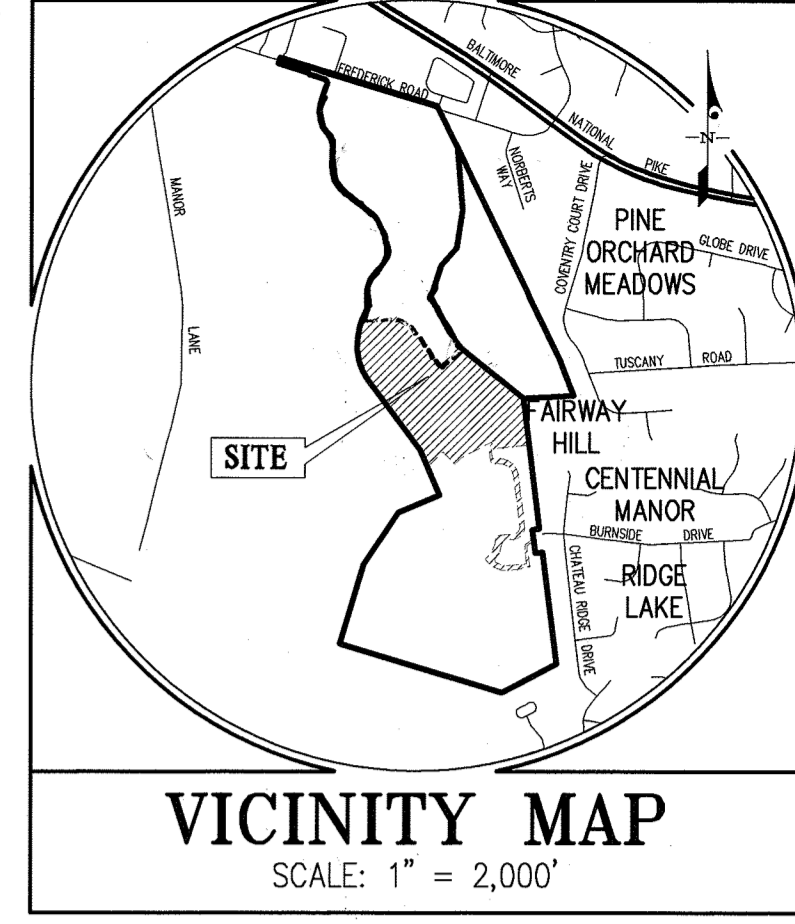 BALTIMORE
NATIONAL
PIKE
FREDERICK ROAD
N
NORBERTS
WAY
MANOR
LANE
COVENTRY COURT DRIVE
PINE
ORCHARD
MEADOWS
GLOBE DRIVE
TUSCANY ROAD
FAIRWAY
HILL
SITE
CENTENNIAL
MANOR
BURNSIDE DRIVE
CHATEAU RIDGE DRIVE
RIDGE
LAKE
VICINITY MAP
SCALE: 1" = 2,000'